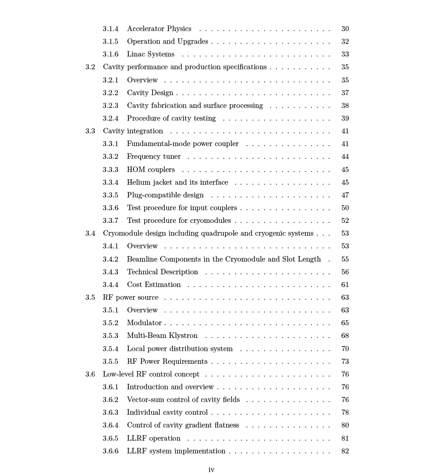 3.1.4 Accelerator Physics . . . . . . . . . . . . . . . . . . . . . . . 30
3.1.5 Operation and Upgrades . . . . . . . . . . . . . . . . . . . . . 32
3.1.6 Linac Systems . . . . . . . . . . . . . . . . . . . . . . . . . . 33
3.2 Cavity performance and production specifications . . . . . . . . . . . 35
3.2.1 Overview . . . . . . . . . . . . . . . . . . . . . . . . . . . . 35
3.2.2 Cavity Design . . . . . . . . . . . . . . . . . . . . . . . . . . 37
3.2.3 Cavity fabrication and surface processing . . . . . . . . . . . 38
3.2.4 Procedure of cavity testing . . . . . . . . . . . . . . . . . . . 39
3.3 Cavity integration . . . . . . . . . . . . . . . . . . . . . . . . . . . 41
3.3.1 Fundamental-mode power coupler . . . . . . . . . . . . . . . 41
3.3.2 Frequency tuner . . . . . . . . . . . . . . . . . . . . . . . . . 44
3.3.3 HOM couplers . . . . . . . . . . . . . . . . . . . . . . . . . . 45
3.3.4 Helium jacket and its interface . . . . . . . . . . . . . . . . . 45
3.3.5 Plug-compatible design . . . . . . . . . . . . . . . . . . . . . 47
3.3.6 Test procedure for input couplers . . . . . . . . . . . . . . . . 50
3.3.7 Test procedure for cryomodules . . . . . . . . . . . . . . . . . 52
3.4 Cryomodule design including quadrupole and cryogenic systems . . . 53
3.4.1 Overview . . . . . . . . . . . . . . . . . . . . . . . . . . . . 53
3.4.2 Beamline Components in the Cryomodule and Slot Length . 55
3.4.3 Technical Description . . . . . . . . . . . . . . . . . . . . . . 56
3.4.4 Cost Estimation . . . . . . . . . . . . . . . . . . . . . . . . . 61
3.5 RF power source . . . . . . . . . . . . . . . . . . . . . . . . . . . . 63
3.5.1 Overview . . . . . . . . . . . . . . . . . . . . . . . . . . . . 63
3.5.2 Modulator . . . . . . . . . . . . . . . . . . . . . . . . . . . . 65
3.5.3 Multi-Beam Klystron . . . . . . . . . . . . . . . . . . . . . . 68
3.5.4 Local power distribution system . . . . . . . . . . . . . . . . 70
3.5.5 RF Power Requirements . . . . . . . . . . . . . . . . . . . . . 73
3.6 Low-level RF control concept . . . . . . . . . . . . . . . . . . . . . . 76
3.6.1 Introduction and overview . . . . . . . . . . . . . . . . . . . . 76
3.6.2 Vector-sum control of cavity fields . . . . . . . . . . . . . . . 76
3.6.3 Individual cavity control . . . . . . . . . . . . . . . . . . . . . 78
3.6.4 Control of cavity gradient flatness . . . . . . . . . . . . . . . 80
3.6.5 LLRF operation . . . . . . . . . . . . . . . . . . . . . . . . . 81
3.6.6 LLRF system implementation . . . . . . . . . . . . . . . . . . 82
iv